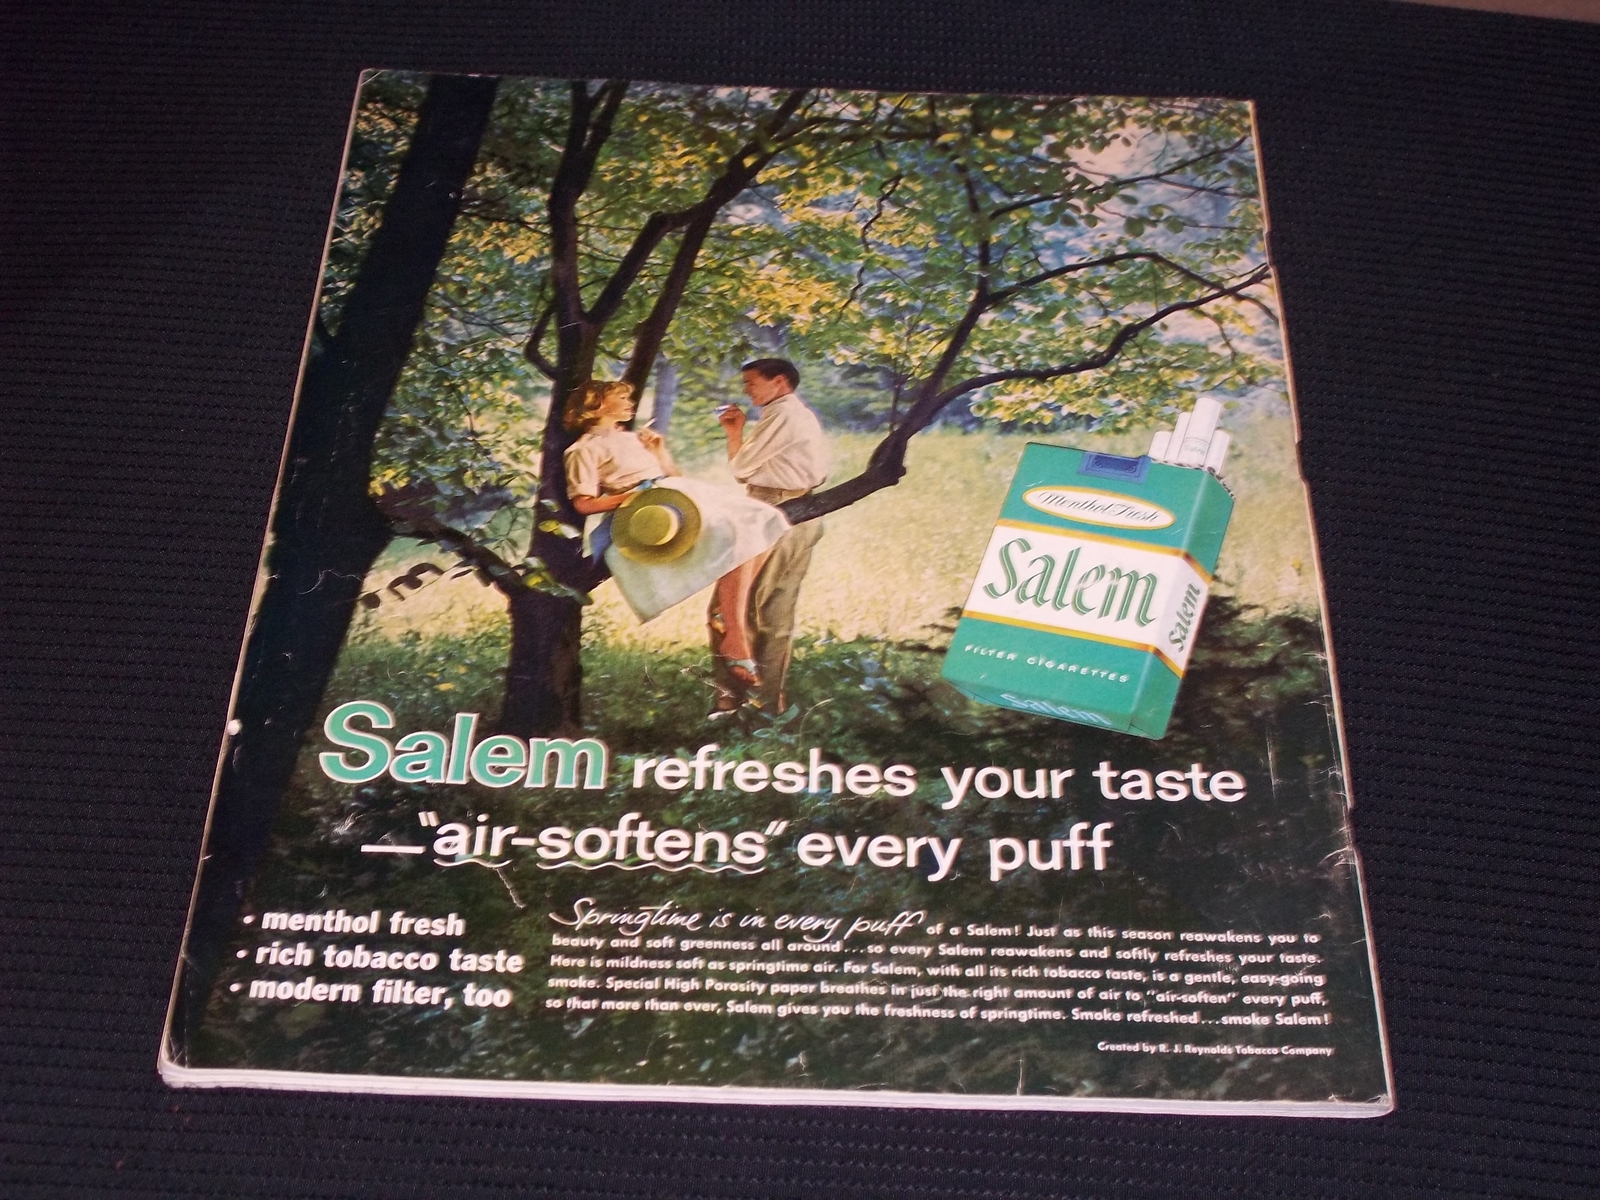 Menthol Fresh
Salem
Salem
FILTER CIGARETTES
Salem
Salem refreshes your taste
—"air-softens" every puff
• menthol fresh
• rich tobacco taste
• modern filter, too
Springtime is in every puff of a Salem! Just as this season reawakens you to
beauty and soft greenness all around...so every Salem reawakens and softly refreshes your taste.
Here is mildness soft as springtime air. For Salem, with all its rich tobacco taste, is a gentle, easy-going
smoke. Special High Porosity paper breathes in just the right amount of air to "air-soften" every puff,
so that more than ever, Salem gives you the freshness of springtime. Smoke refreshed...smoke Salem!
Created by R. J. Reynolds Tobacco Company